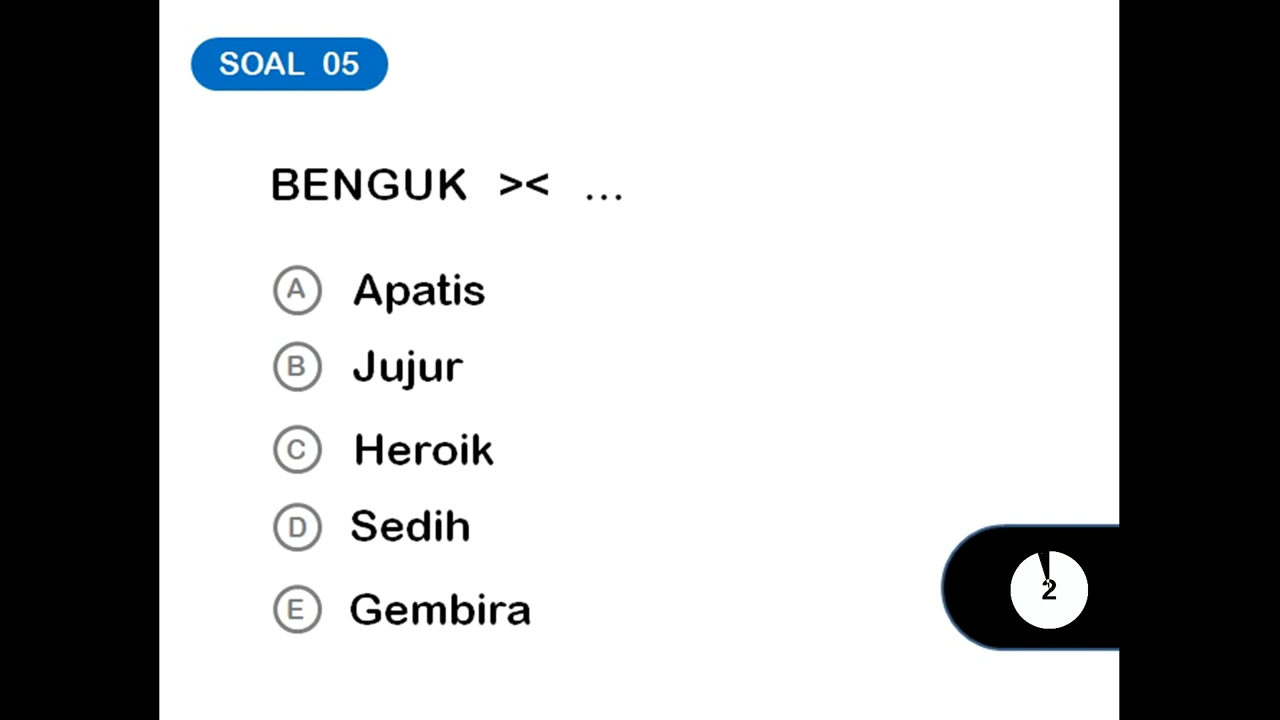 SOAL 05
BENGUK >< ...
A Apatis
B Jujur
C Heroik
D Sedih
E Gembira
2